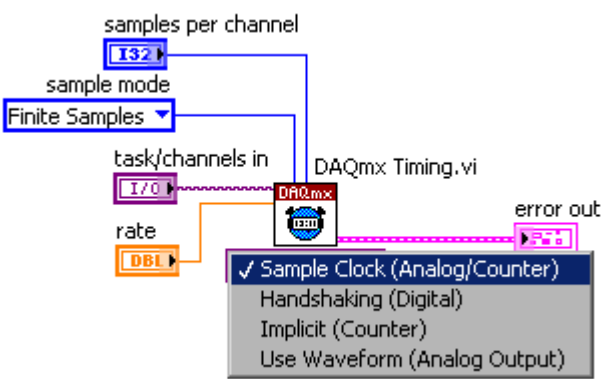 samples per channel
I32
sample mode
Finite Samples
task/channels in
DAQmx Timing.vi
I/O
DAQmx
rate
error out
DBL
✓ Sample Clock (Analog/Counter)
Handshaking (Digital)
Implicit (Counter)
Use Waveform (Analog Output)